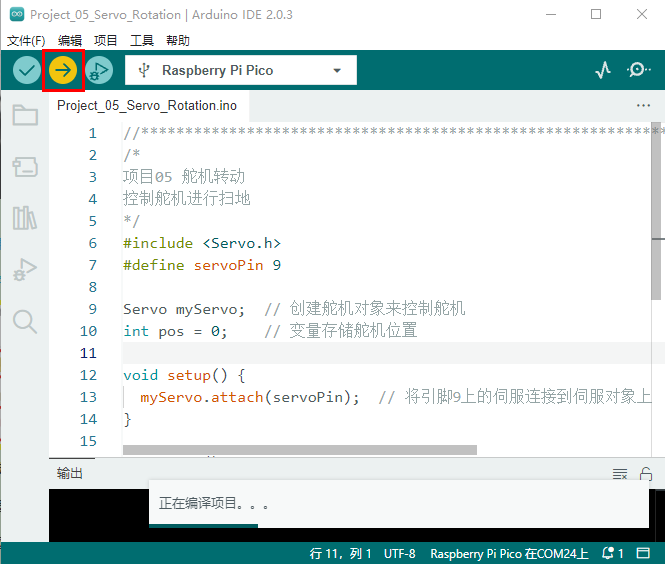 Project_05_Servo_Rotation | Arduino IDE 2.0.3
文件(F) 编辑 项目 工具 帮助
Raspberry Pi Pico
Project_05_Servo_Rotation.ino
1 //************************************************************
2 /*
3 项目05 舵机转动
4 控制舵机进行扫地
5 */
6 #include <Servo.h>
7 #define servoPin 9
8
9 Servo myServo;  // 创建舵机对象来控制舵机
10 int pos = 0;    // 变量存储舵机位置
11
12 void setup() {
13   myServo.attach(servoPin);  // 将引脚9上的伺服连接到伺服对象上
14 }
15
输出
正在编译项目。。。
行 11，列 1 UTF-8 Raspberry Pi Pico 在COM24上 1